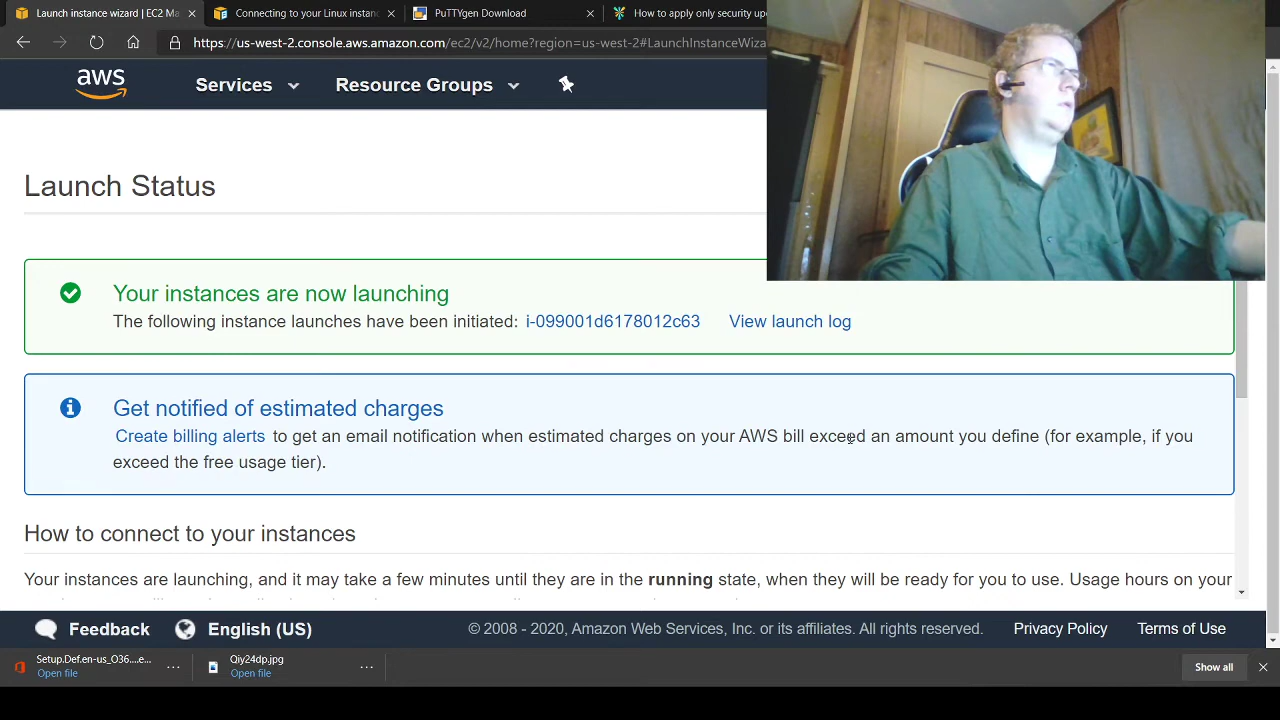 Launch instance wizard | EC2 Ma
Connecting to your Linux instan
PuTTYgen Download
How to apply only security up
https://us-west-2.console.aws.amazon.com/ec2/v2/home?region=us-west-2#LaunchInstanceWiza
aws
Services
Resource Groups
Launch Status
Your instances are now launching
The following instance launches have been initiated: i-099001d6178012c63 View launch log
Get notified of estimated charges
Create billing alerts to get an email notification when estimated charges on your AWS bill exceed an amount you define (for example, if you
exceed the free usage tier).
How to connect to your instances
Your instances are launching, and it may take a few minutes until they are in the running state, when they will be ready for you to use. Usage hours on your
Feedback
English (US)
© 2008 - 2020, Amazon Web Services, Inc. or its affiliates. All rights reserved.
Privacy Policy
Terms of Use
Setup.Def.en-us_O36....e...
Open file
Qiy24dp.jpg
Open file
Show all